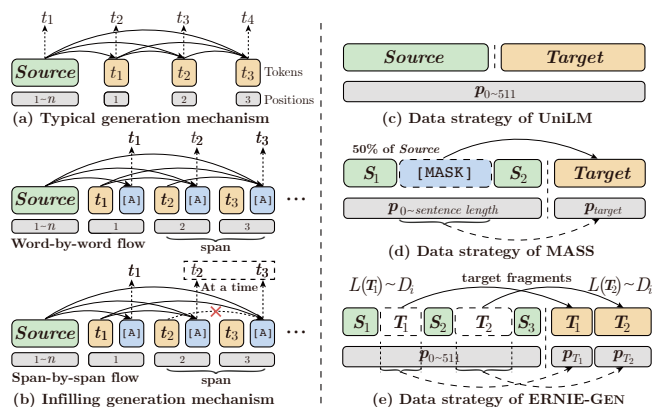 t1 t2 t3 t4
Source t1 t2 t3 Tokens
1~n 1 2 3 Positions
(a) Typical generation mechanism
t1 t2 t3
Source t1 [A] t2 [A] t3 [A] ...
1~n 1 2 3
Word-by-word flow
span
t1 t2 t3
At a time
Source t1 [A] t2 [A] t3 [A] ...
1~n 1 2 3
Span-by-span flow
span
(b) Infilling generation mechanism
Source Target
p0~511
(c) Data strategy of UniLM
50% of Source
S1 [MASK] S2 Target
p0~sentence length ptarget
(d) Data strategy of MASS
target fragments
L(T1)~Di L(T2)~Di
S1 T1 S2 T2 S3 T1 T2
p0~511 pT1 pT2
(e) Data strategy of ERNIE-GEN